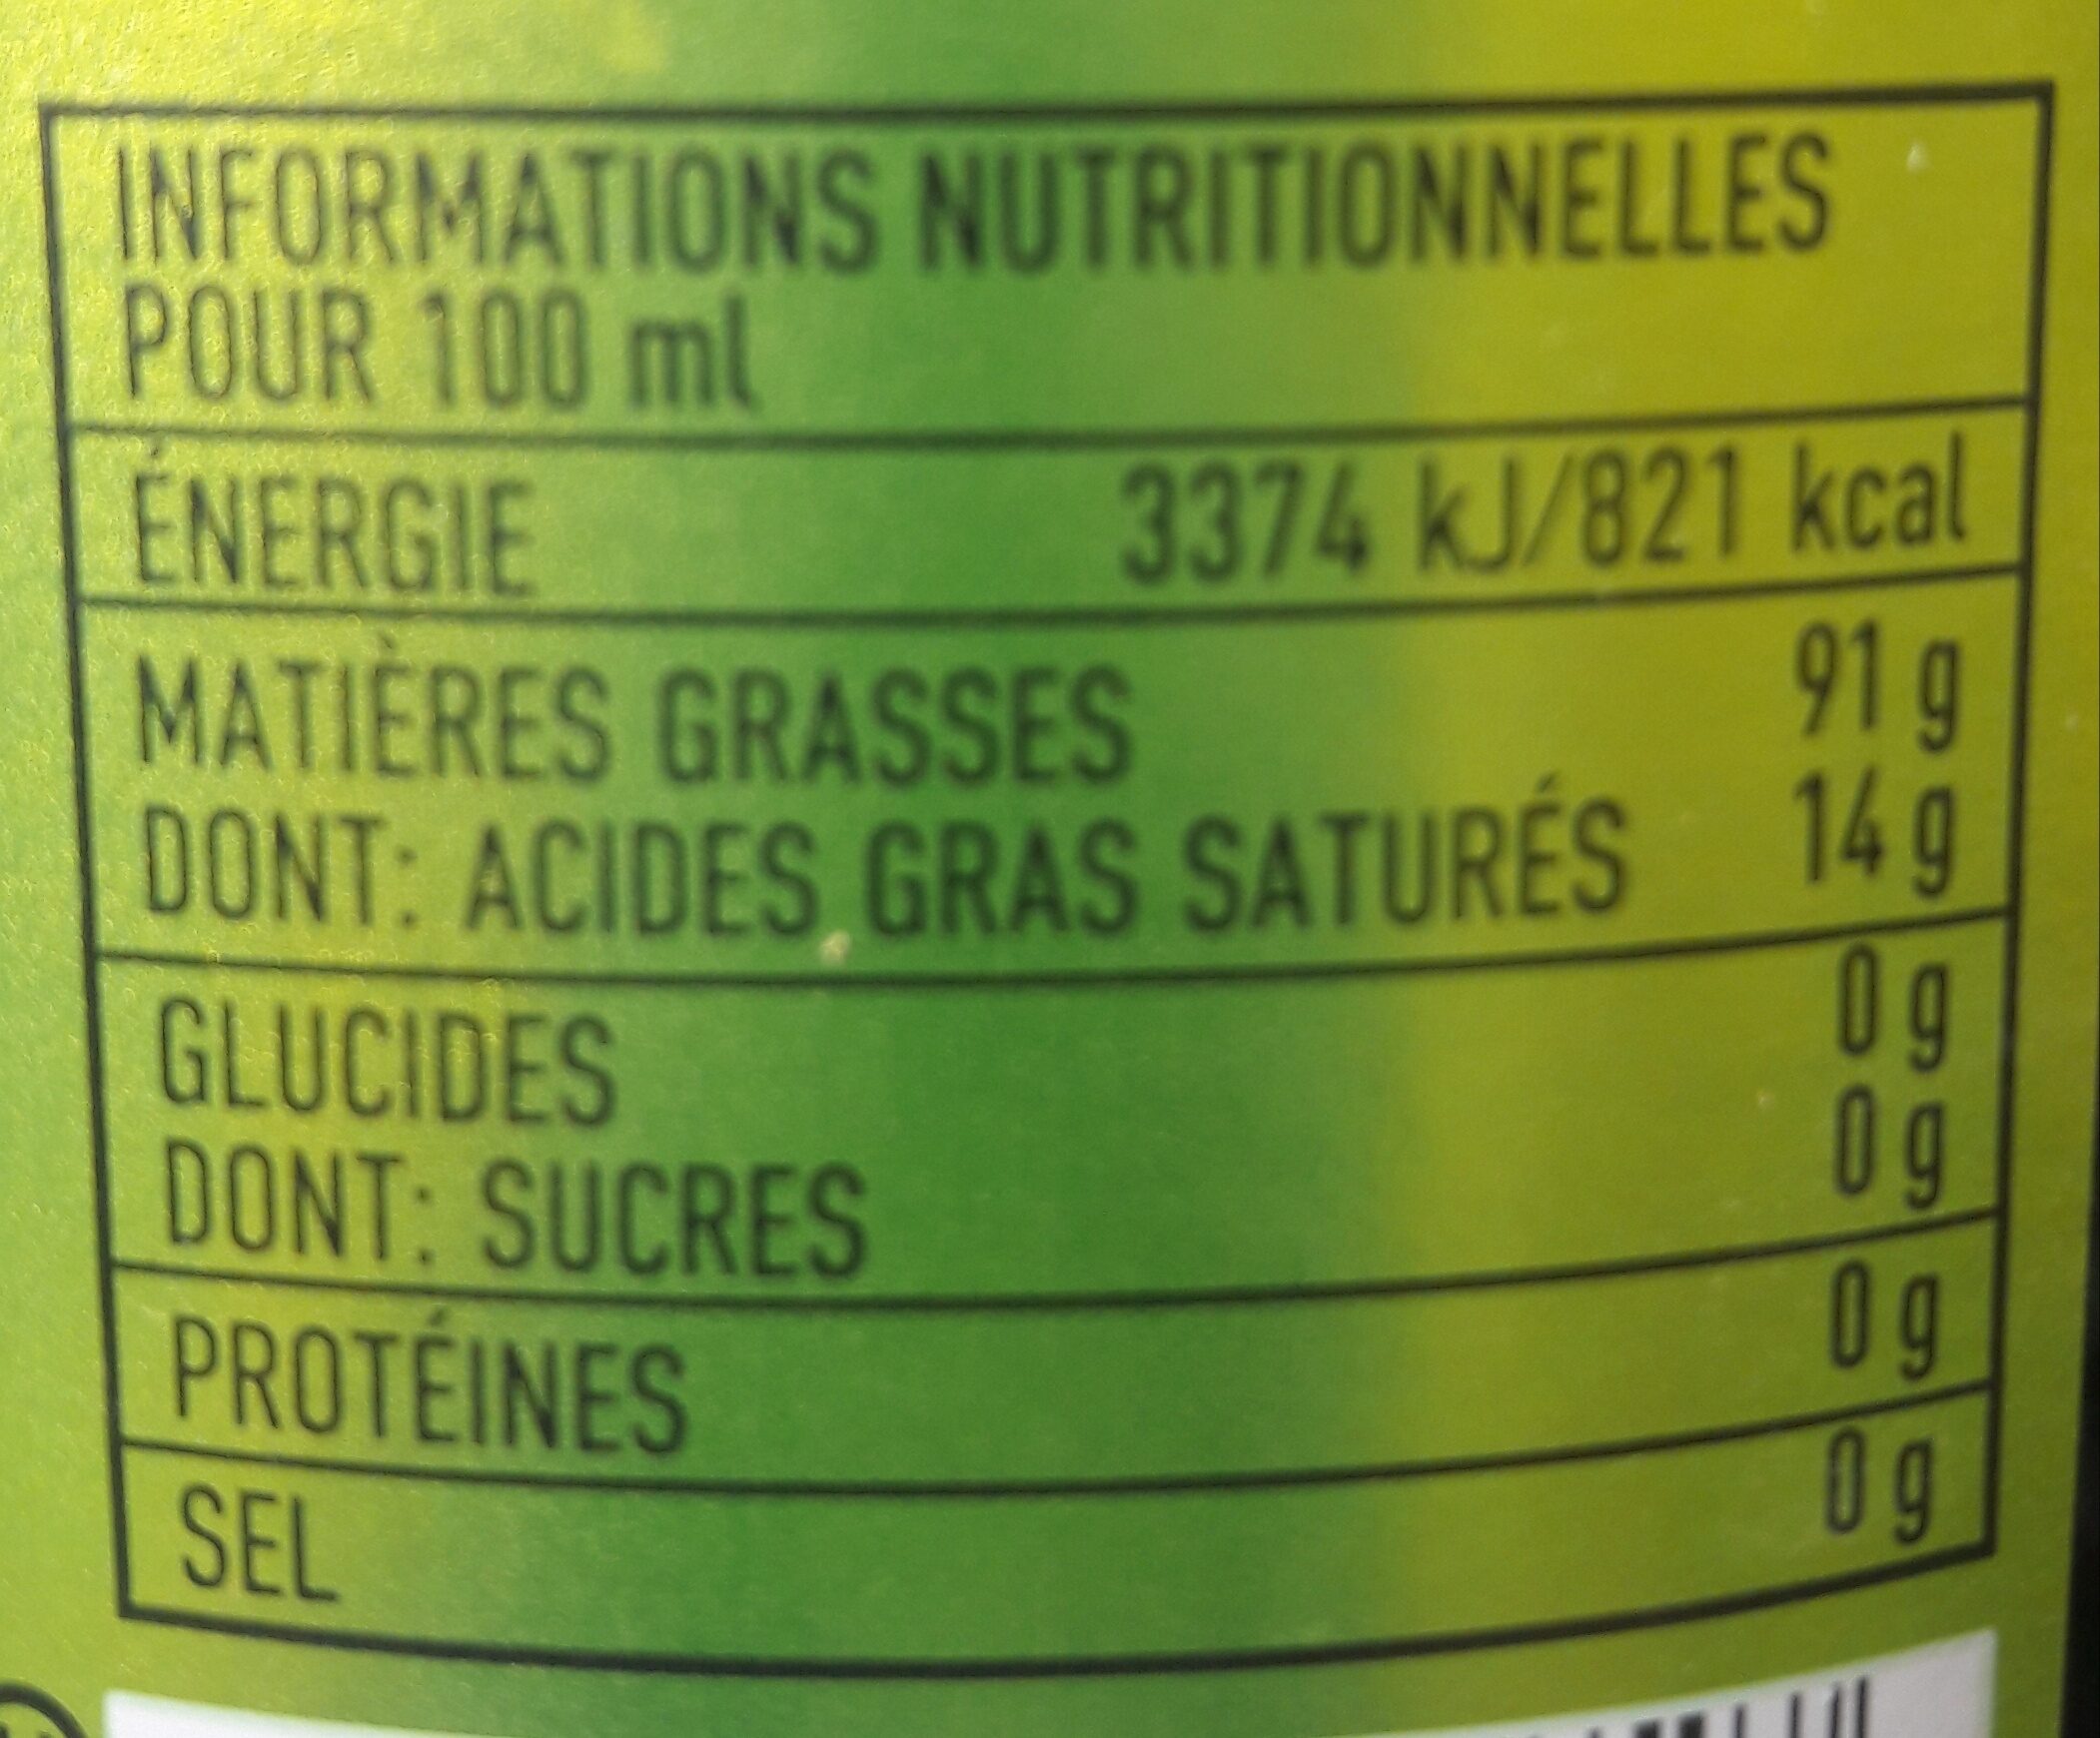 INFORMATIONS NUTRITIONNELLES
POUR 100 ml
ÉNERGIE 3374 kJ/821 kcal
MATIÈRES GRASSES 91 g
DONT: ACIDES GRAS SATURÉS 14 g
GLUCIDES 0 g
DONT: SUCRES 0 g
PROTÉINES 0 g
SEL 0 g